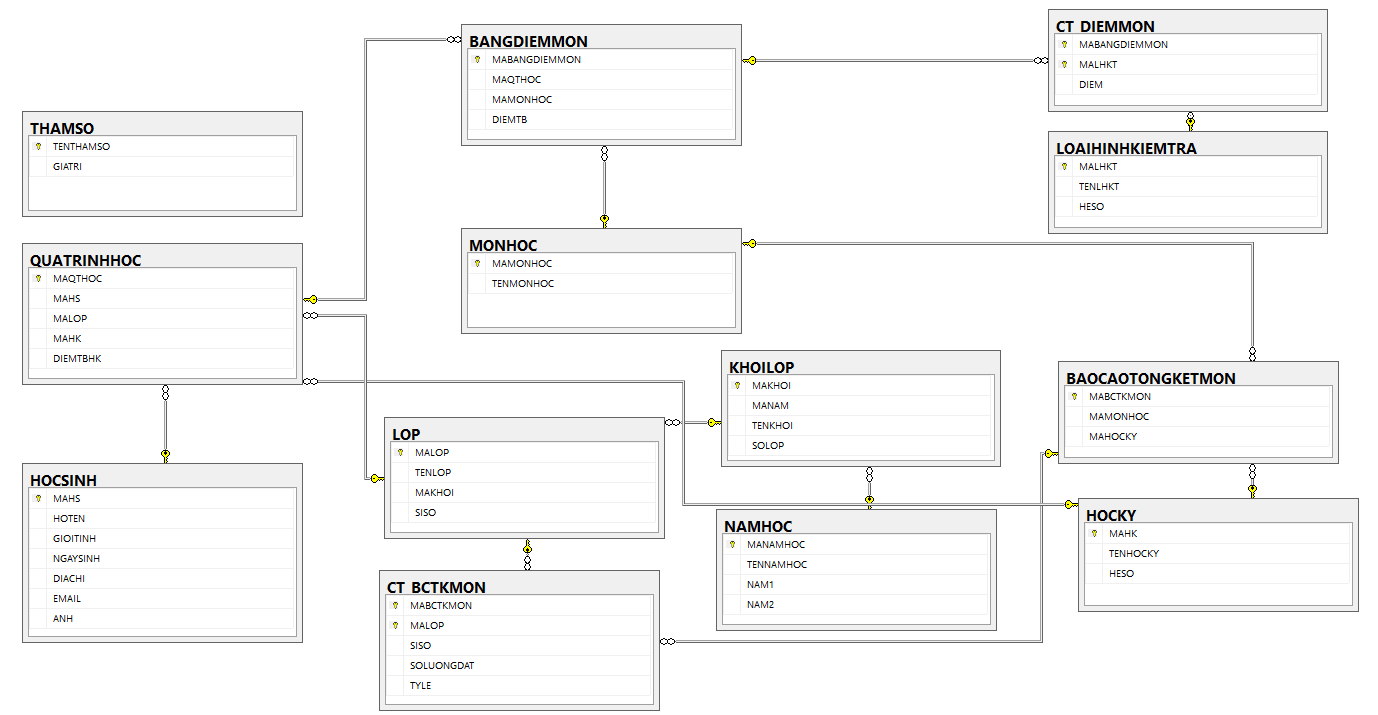 BANGDIEMMON
MABANGDIEMMON
MAQTHOC
MAMONHOC
DIEMTB
CT_DIEMMON
MABANGDIEMMON
MALHKT
DIEM
THAMSO
TENTHAMSO
GIATRI
LOAIHINHKIEMTRA
MALHKT
TENLHKT
HESO
QUATRINHHOC
MAQTHOC
MAHS
MALOP
MAHK
DIEMTBHK
MONHOC
MAMONHOC
TENMONHOC
KHOILOP
MAKHOI
MANAM
TENKHOI
SOLOP
BAOCAOTONGKETMON
MABCTKMON
MAMONHOC
MAHOCKY
LOP
MALOP
TENLOP
MAKHOI
SISO
HOCSINH
MAHS
HOTEN
GIOITINH
NGAYSINH
DIACHI
EMAIL
ANH
NAMHOC
MANAMHOC
TENNAMHOC
NAM1
NAM2
HOCKY
MAHK
TENHOCKY
HESO
CT_BCTKMON
MABCTKMON
MALOP
SISO
SOLUONGDAT
TYLE